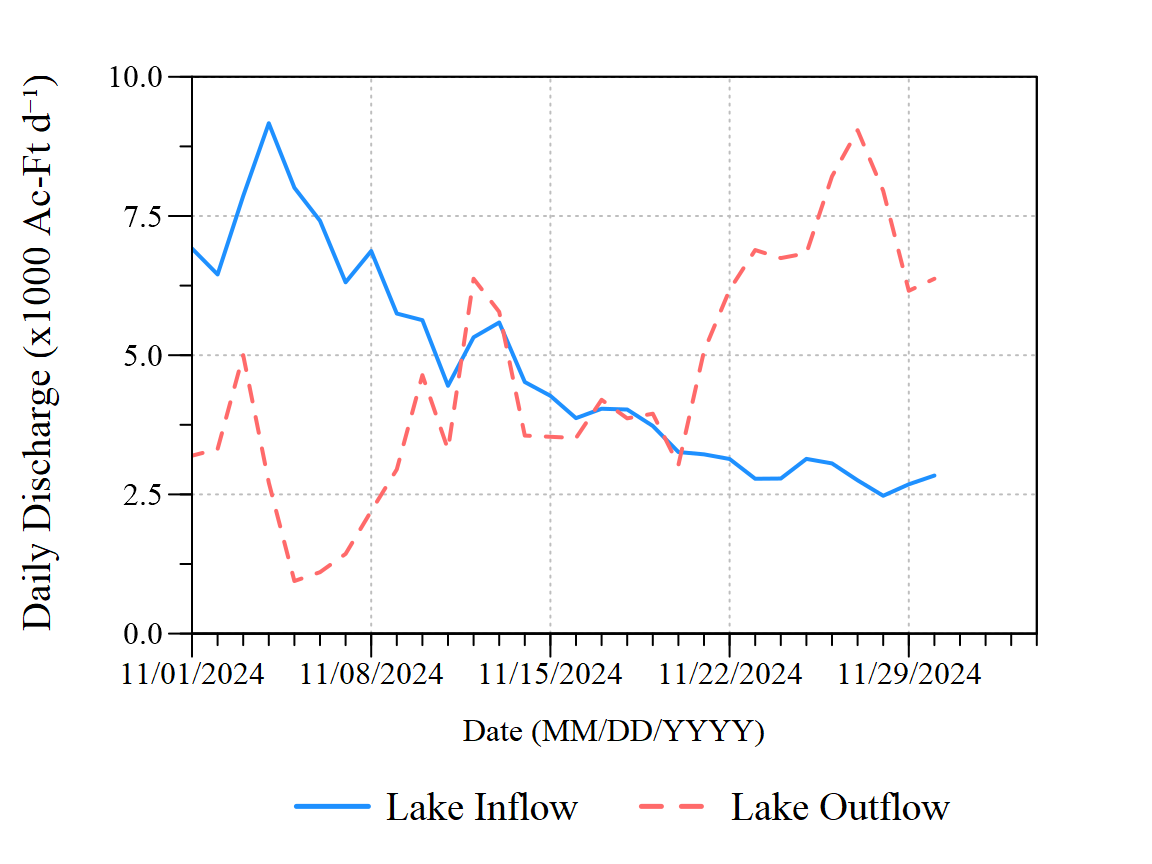 Daily Discharge (x1000 Ac-Ft d⁻¹)
10.0
7.5
5.0
2.5
0.0
11/01/2024 11/08/2024 11/15/2024 11/22/2024 11/29/2024
Date (MM/DD/YYYY)
Lake Inflow Lake Outflow